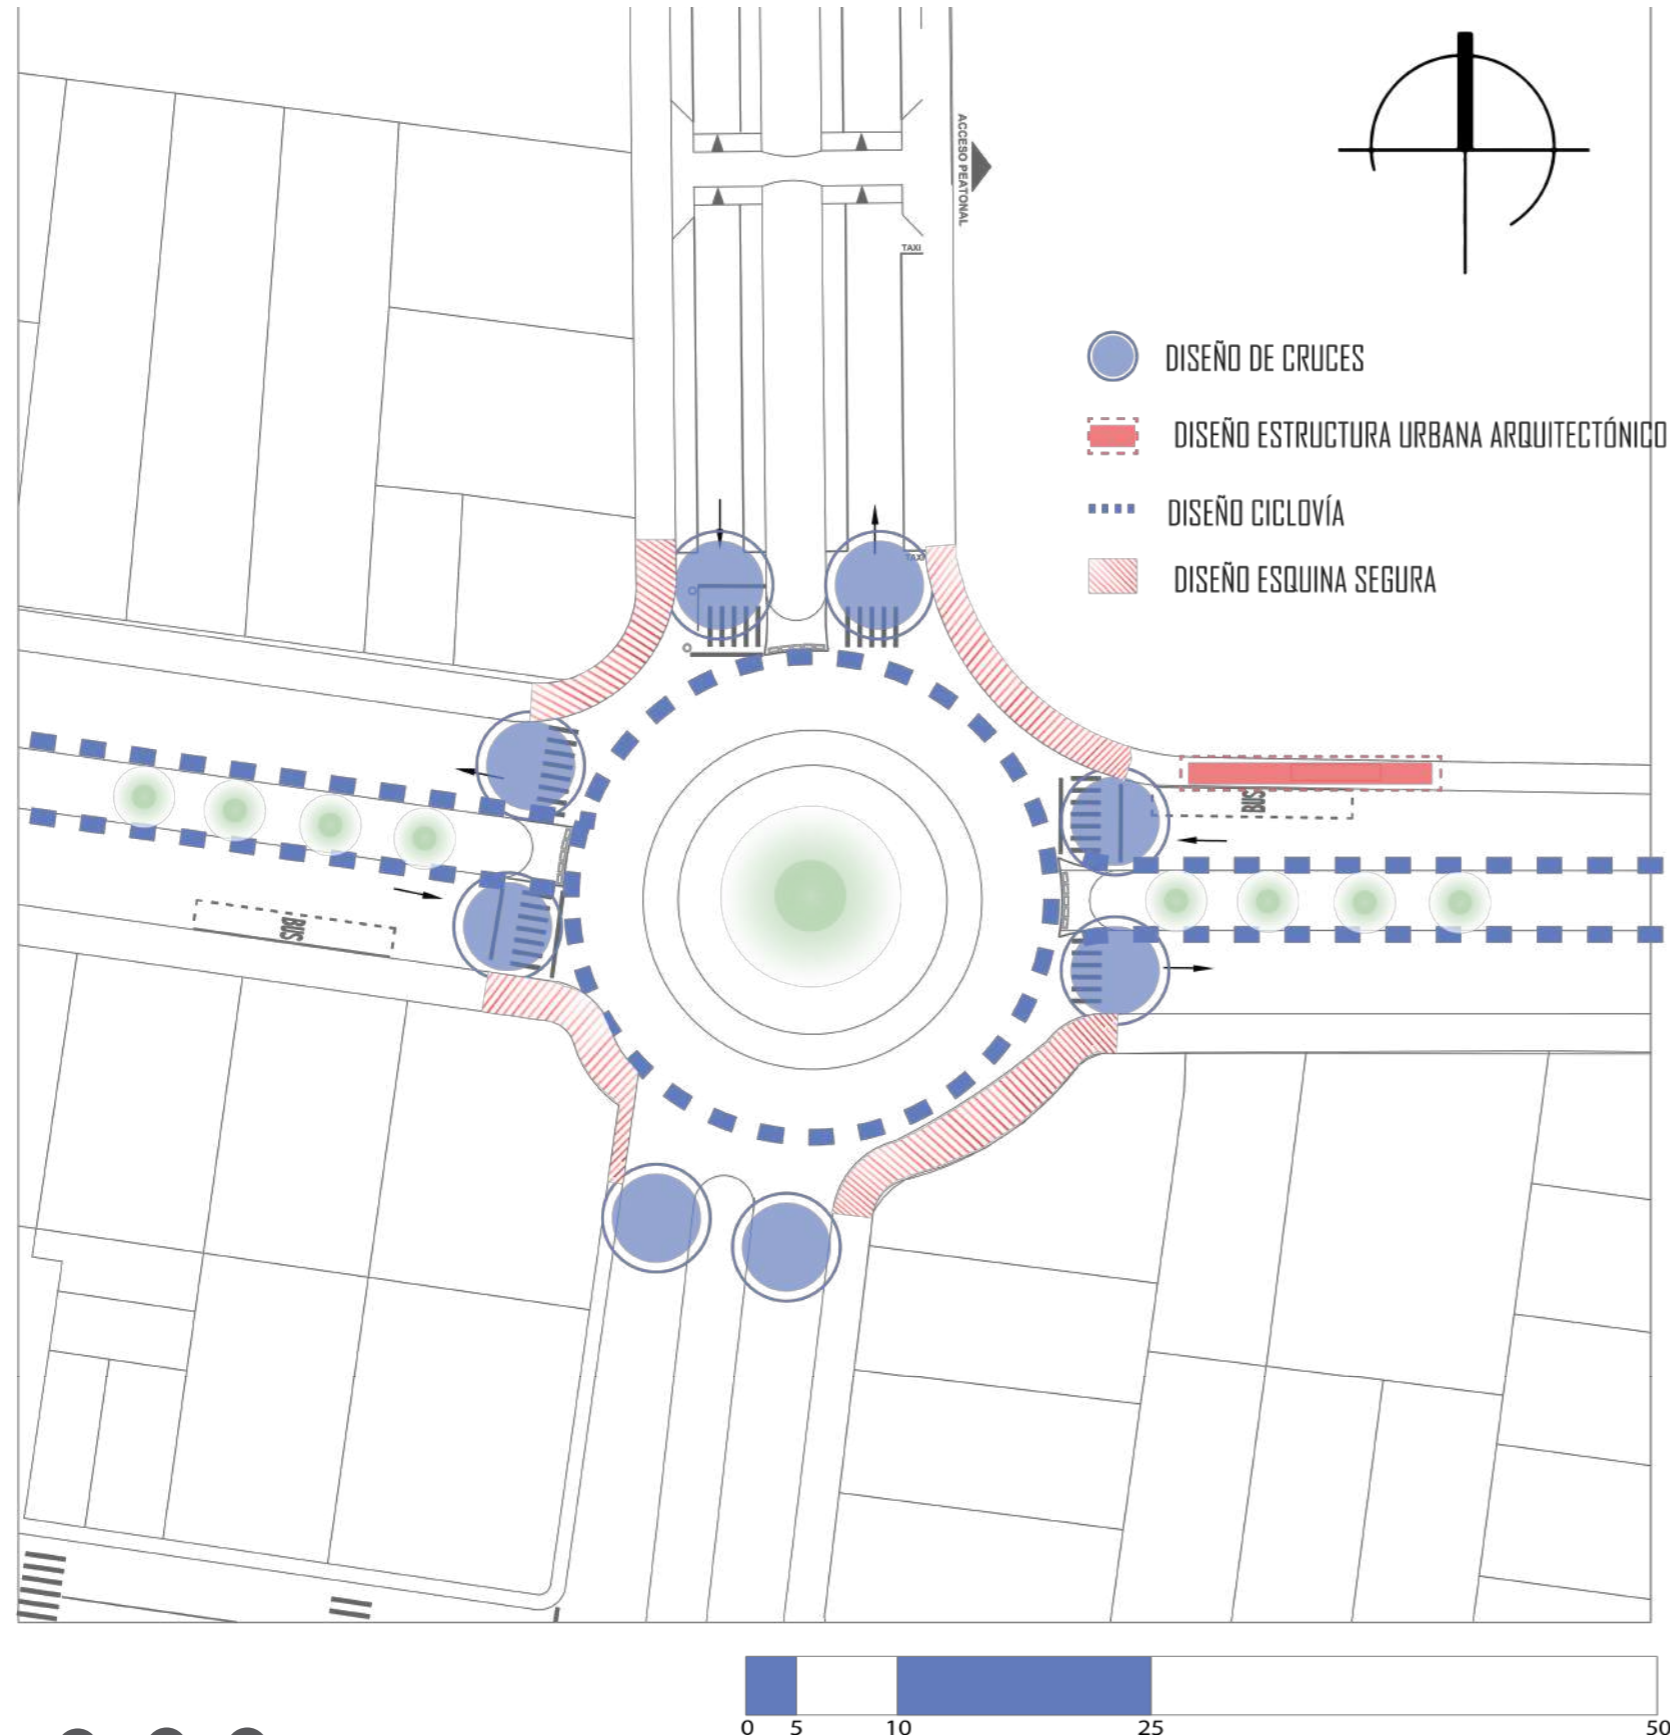 ACCESO PEATONAL
TAXI
DISEÑO DE CRUCES
DISEÑO ESTRUCTURA URBANA ARQUITECTÓNICO
DISEÑO CICLOVÍA
TAXI
DISEÑO ESQUINA SEGURA
BUS
BUS
0 5 10 25 50